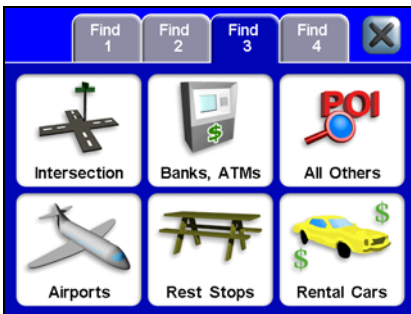 Find
1
Find
2
Find
3
Find
4
Intersection
$
Banks, ATMs
POI
All Others
Airports
Rest Stops
$
$
Rental Cars